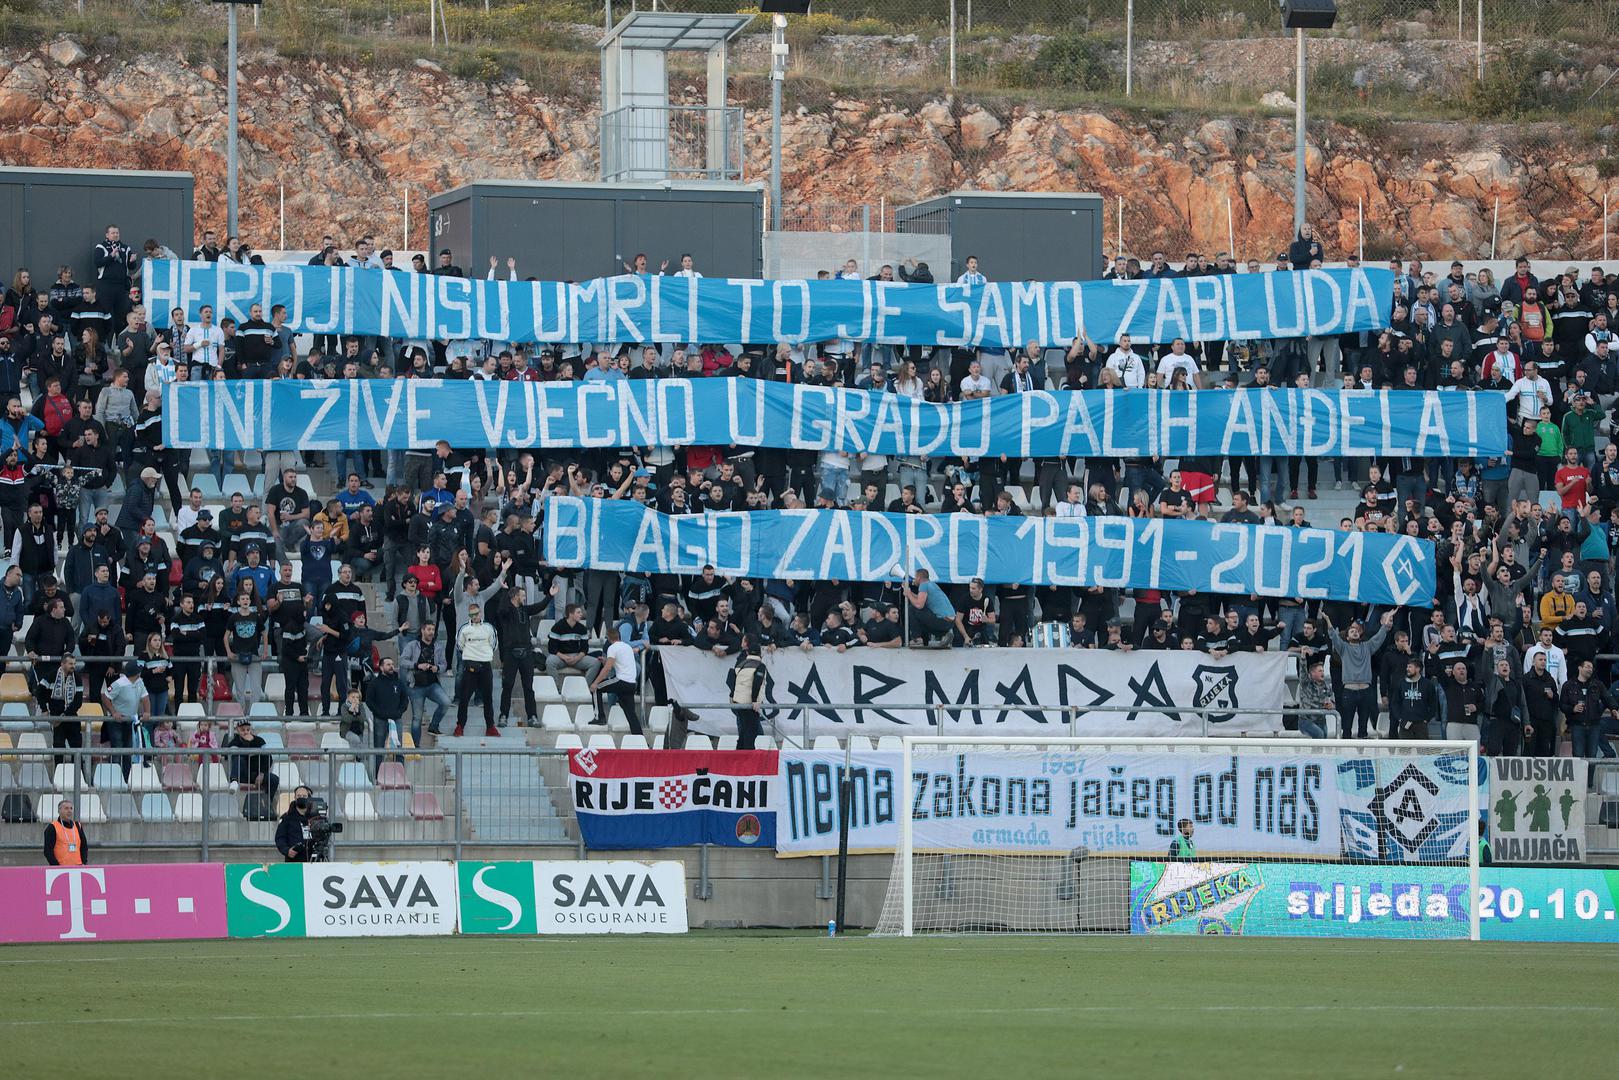 S3
HEROJI NISU UMRLI TO JE SAMO ZABLUDA
ONI ŽIVE VJEČNO U GRADU PALIH ANĐELA!
BLAGO ZADRO 1991-2021
ARMADA
NK
RIJEKA
RIJEČANI
1987
nema zakona jačeg od nas
armada rijeka
A
VOJSKA
NAJJAČA
T
S SAVA
OSIGURANJE
S SAVA
OSIGURANJE
RIJEKA
srijeda 20.10.